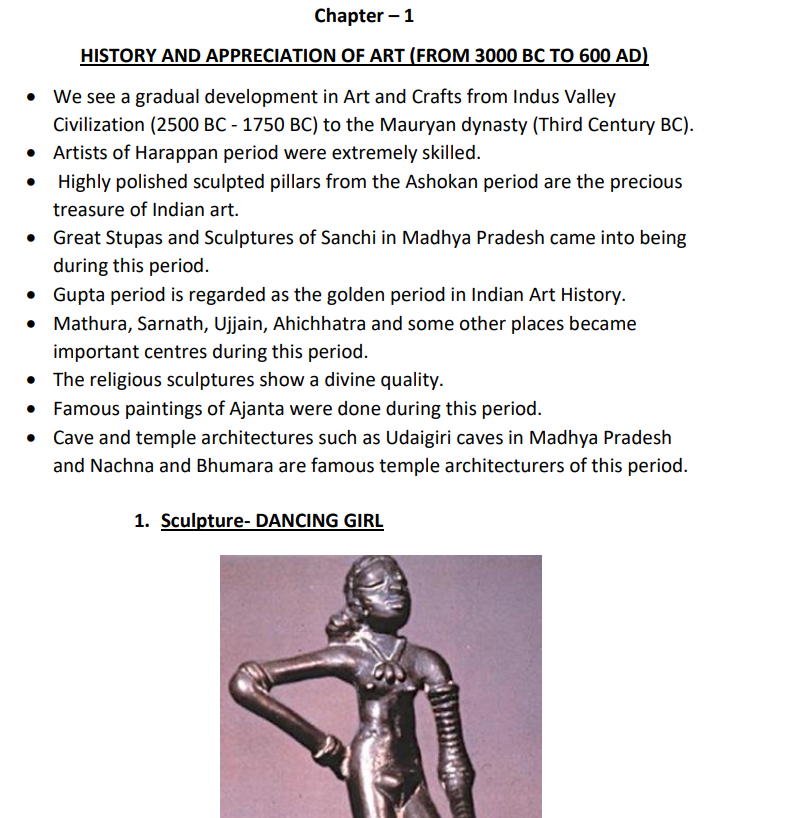 Chapter – 1
HISTORY AND APPRECIATION OF ART (FROM 3000 BC TO 600 AD)
• We see a gradual development in Art and Crafts from Indus Valley
Civilization (2500 BC - 1750 BC) to the Mauryan dynasty (Third Century BC).
• Artists of Harappan period were extremely skilled.
• Highly polished sculpted pillars from the Ashokan period are the precious
treasure of Indian art.
• Great Stupas and Sculptures of Sanchi in Madhya Pradesh came into being
during this period.
• Gupta period is regarded as the golden period in Indian Art History.
• Mathura, Sarnath, Ujjain, Ahichhatra and some other places became
important centres during this period.
• The religious sculptures show a divine quality.
• Famous paintings of Ajanta were done during this period.
• Cave and temple architectures such as Udaigiri caves in Madhya Pradesh
and Nachna and Bhumara are famous temple architecturers of this period.
1. Sculpture- DANCING GIRL